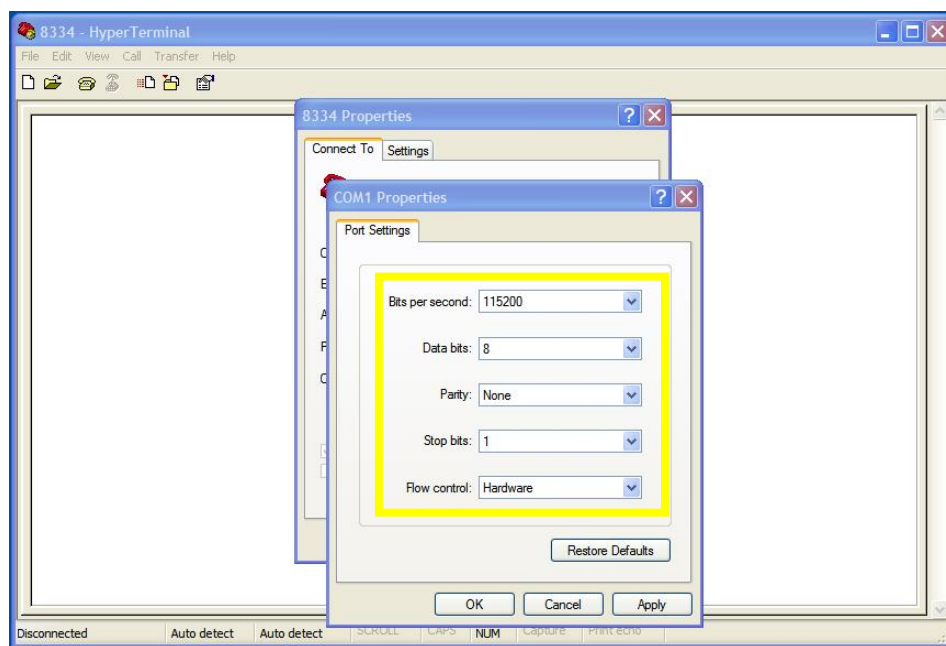 8334 - HyperTerminal
File Edit View Call Transfer Help
8334 Properties
Connect To Settings
COM1 Properties
Port Settings
Bits per second: 115200
Data bits: 8
Parity: None
Stop bits: 1
Flow control: Hardware
Restore Defaults
OK Cancel Apply
Disconnected Auto detect Auto detect SCROLL CAPS NUM Capture Print echo